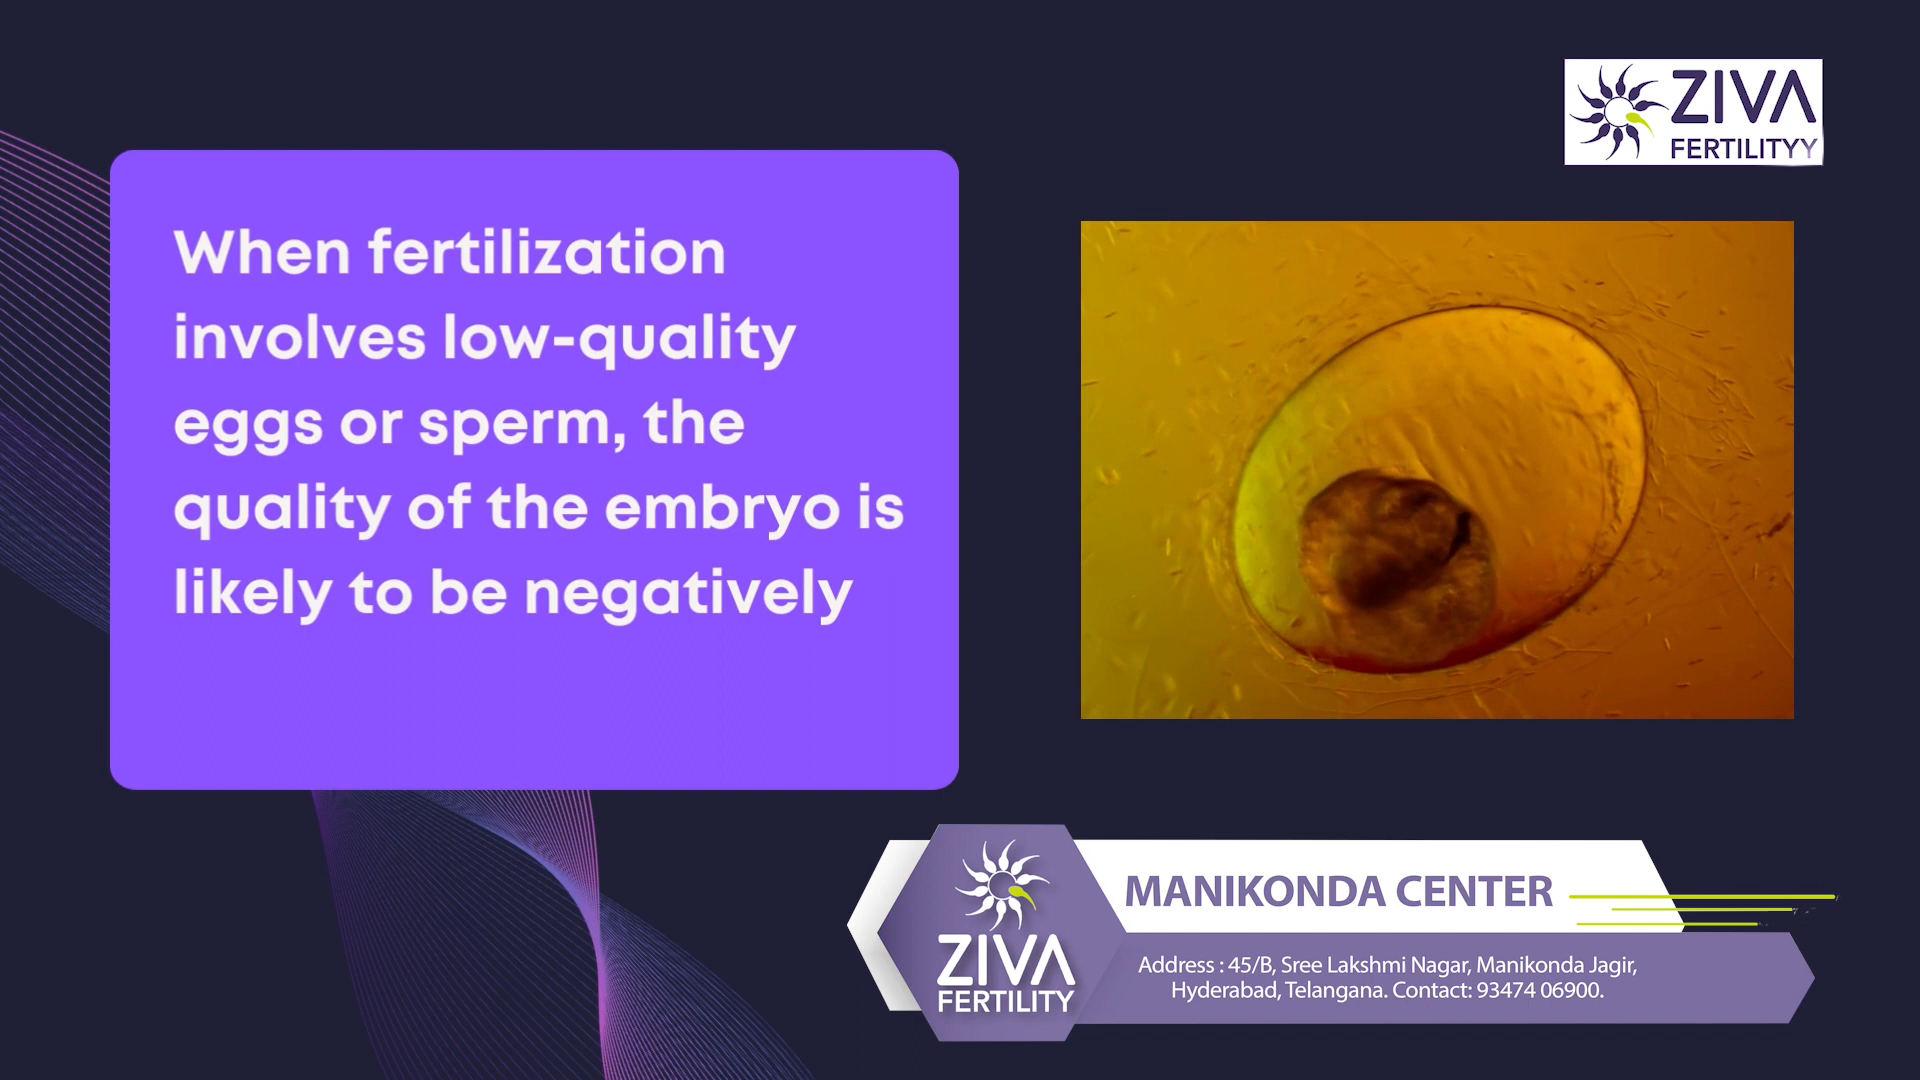 ZIVA
FERTILITYY
When fertilization
involves low-quality
eggs or sperm, the
quality of the embryo is
likely to be negatively
MANIKONDA CENTER
ZIVA
FERTILITY
Address : 45/B, Sree Lakshmi Nagar, Manikonda Jagir,
Hyderabad, Telangana. Contact: 93474 06900.